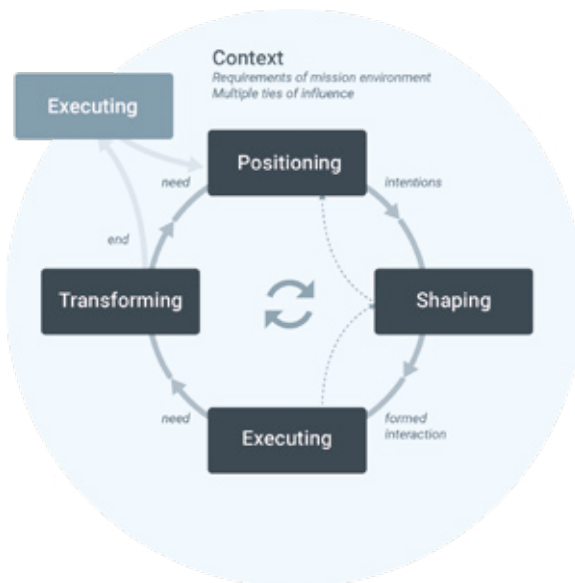 Context
Requirements of mission environment
Multiple ties of influence
Executing
Positioning
need
intentions
end
Transforming
Shaping
need
formed
interaction
Executing